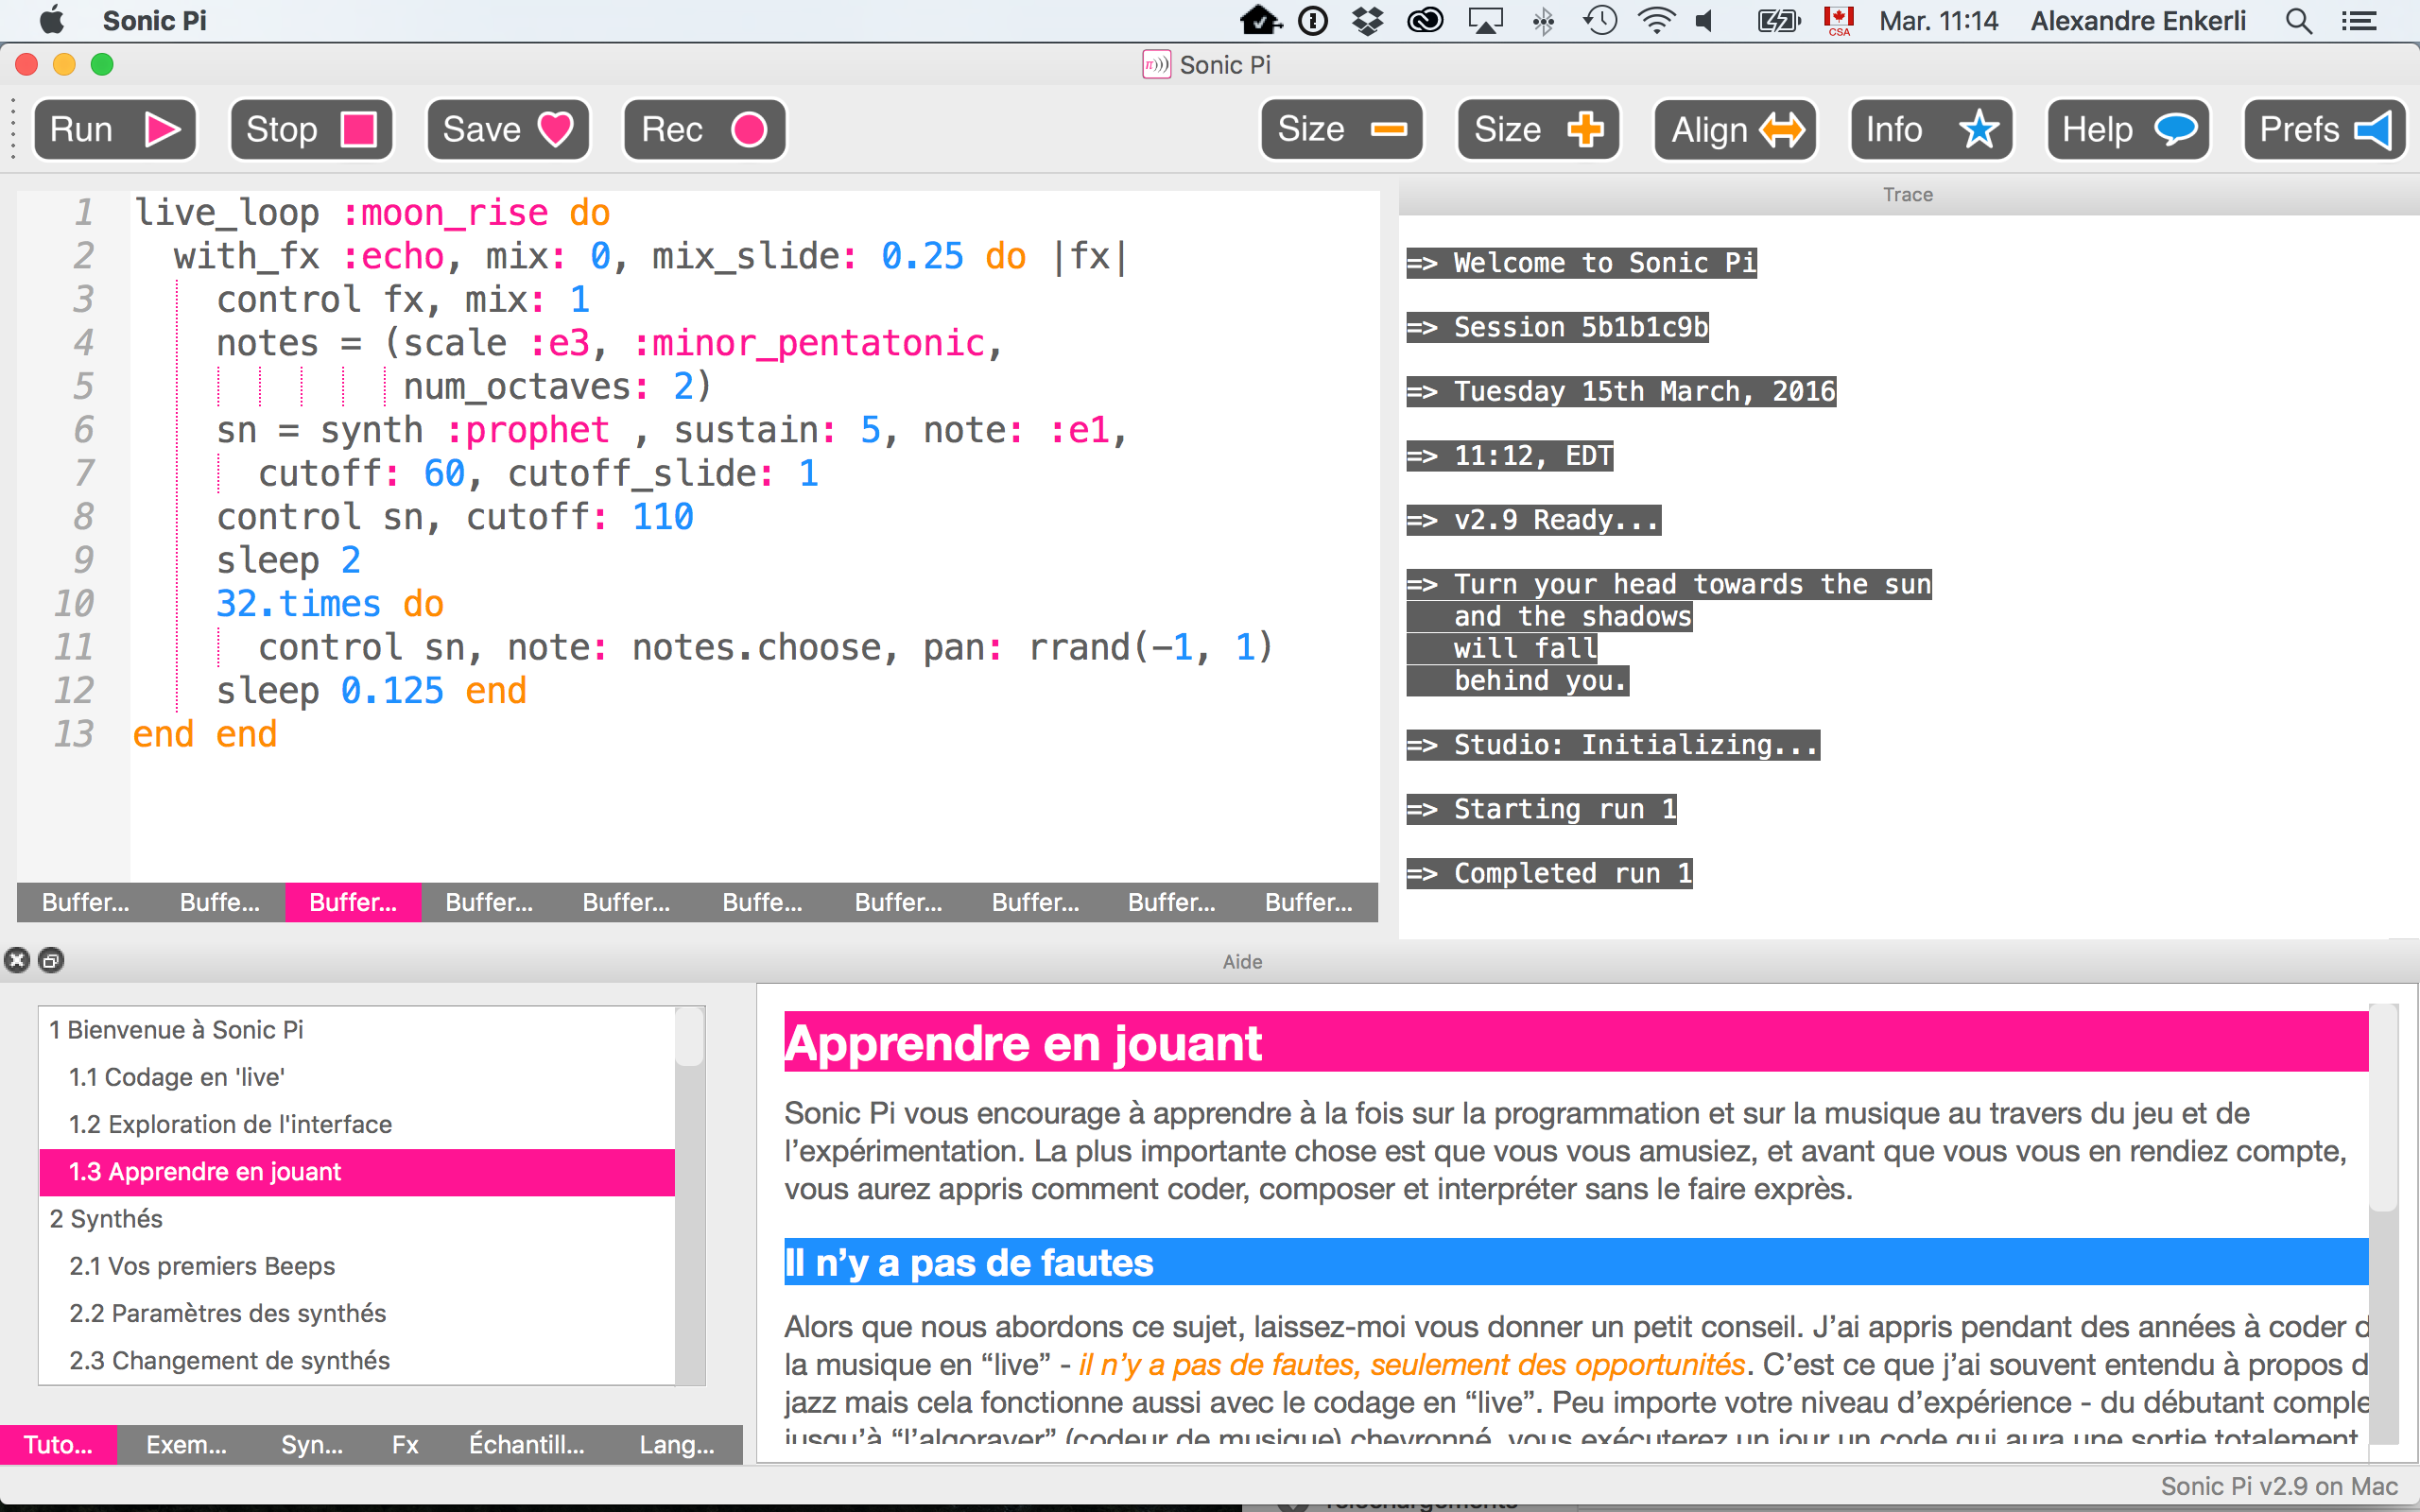 Sonic Pi
CSA
Mar. 11:14 Alexandre Enkerli
π))) Sonic Pi
Run Stop Save Rec Size Size Align Info Help Prefs
1 live_loop :moon_rise do
2 with_fx :echo, mix: 0, mix_slide: 0.25 do |fx|
3 control fx, mix: 1
4 notes = (scale :e3, :minor_pentatonic,
5 num_octaves: 2)
6 sn = synth :prophet , sustain: 5, note: :e1,
7 cutoff: 60, cutoff_slide: 1
8 control sn, cutoff: 110
9 sleep 2
10 32.times do
11 control sn, note: notes.choose, pan: rrand(-1, 1)
12 sleep 0.125 end
13 end end
Buffer... Buffe... Buffer... Buffer... Buffer... Buffe... Buffer... Buffer... Buffer... Buffer...
Trace
=> Welcome to Sonic Pi
=> Session 5b1b1c9b
=> Tuesday 15th March, 2016
=> 11:12, EDT
=> v2.9 Ready...
=> Turn your head towards the sun
and the shadows
will fall
behind you.
=> Studio: Initializing...
=> Starting run 1
=> Completed run 1
Aide
1 Bienvenue à Sonic Pi
1.1 Codage en 'live'
1.2 Exploration de l'interface
1.3 Apprendre en jouant
2 Synthés
2.1 Vos premiers Beeps
2.2 Paramètres des synthés
2.3 Changement de synthés
Tuto... Exem... Syn... Fx Échantill... Lang...
Apprendre en jouant
Sonic Pi vous encourage à apprendre à la fois sur la programmation et sur la musique au travers du jeu et de
l’expérimentation. La plus importante chose est que vous vous amusiez, et avant que vous vous en rendiez compte,
vous aurez appris comment coder, composer et interpréter sans le faire exprès.
Il n’y a pas de fautes
Alors que nous abordons ce sujet, laissez-moi vous donner un petit conseil. J’ai appris pendant des années à coder d
la musique en “live” - il n’y a pas de fautes, seulement des opportunités. C’est ce que j’ai souvent entendu à propos d
jazz mais cela fonctionne aussi avec le codage en “live”. Peu importe votre niveau d’expérience - du débutant comple
jusqu’à “l’algoraver” (codeur de musique) chevronné, vous exécuterez un jour un code qui aura une sortie totalement
Sonic Pi v2.9 on Mac
Téléchargements